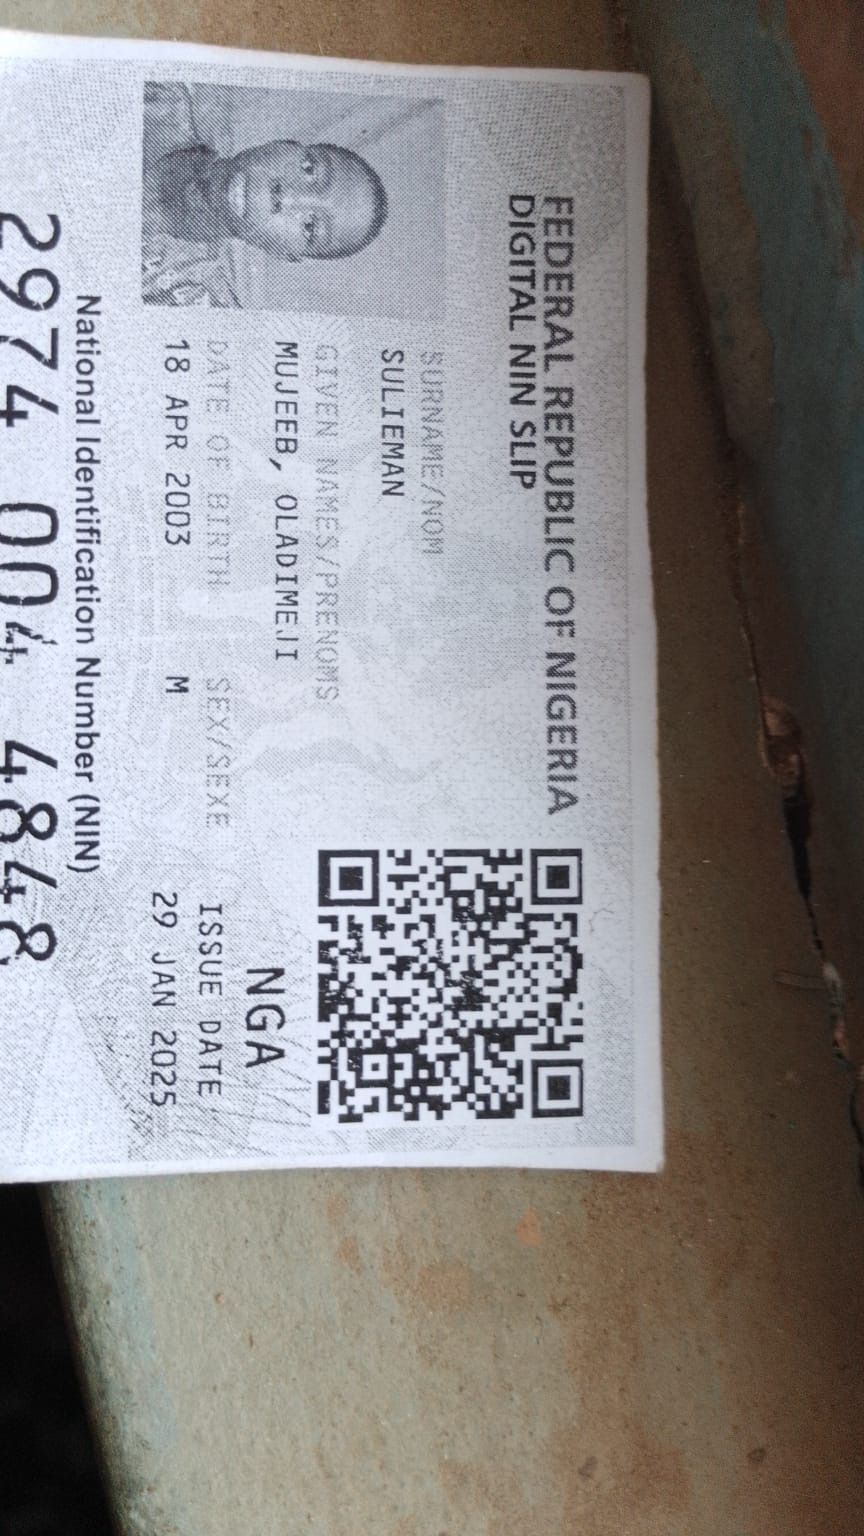 FEDERAL REPUBLIC OF NIGERIA
DIGITAL NIN SLIP
SURNAME/NOM
SULIEMAN
GIVEN NAMES/PRENOMS
MUJEEB, OLADIMEJI
DATE OF BIRTH SEX/SEXE
18 APR 2003 M
NGA
ISSUE DATE
29 JAN 2025
National Identification Number (NIN)
2974 004 4848